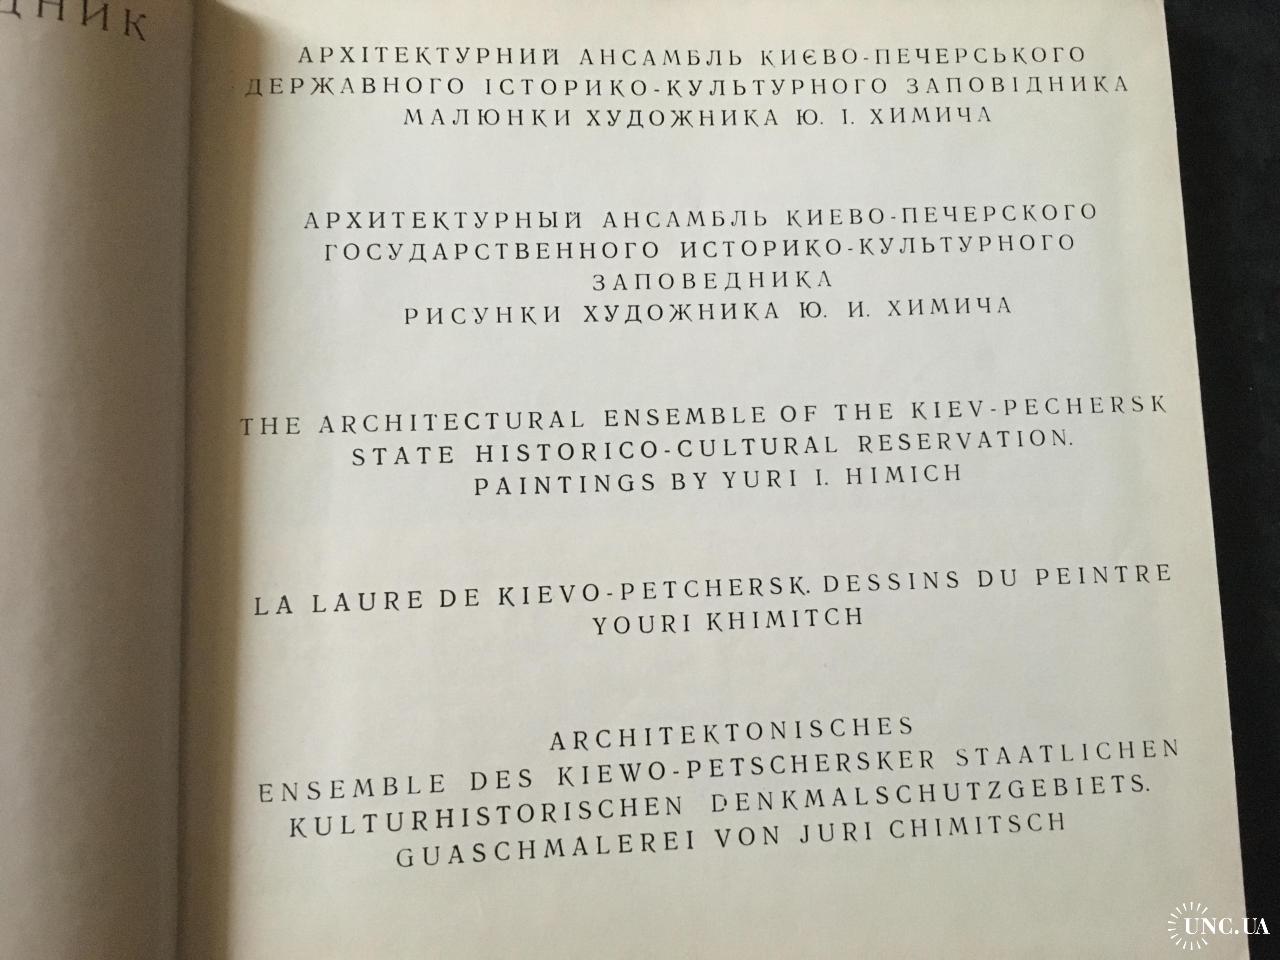 ДНИК
АРХІТЕКТУРНИЙ АНСАМБЛЬ КИЄВО-ПЕЧЕРСЬКОГО
ДЕРЖАВНОГО ІСТОРИКО-КУЛЬТУРНОГО ЗАПОВІДНИКА
МАЛЮНКИ ХУДОЖНИКА Ю. І. ХИМИЧА
АРХИТЕКТУРНЫЙ АНСАМБЛЬ КИЕВО-ПЕЧЕРСКОГО
ГОСУДАРСТВЕННОГО ИСТОРИКО-КУЛЬТУРНОГО
ЗАПОВЕДНИКА
РИСУНКИ ХУДОЖНИКА Ю. И. ХИМИЧА
THE ARCHITECTURAL ENSEMBLE OF THE KIEV-PECHERSK
STATE HISTORICO-CULTURAL RESERVATION.
PAINTINGS BY YURI I. HIMICH
LA LAURE DE KIEVO-PETCHERSK. DESSINS DU PEINTRE
YOURI KHIMITCH
ARCHITEKTONISCHES
ENSEMBLE DES KIEWO-PETSCHERSKER STAATLICHEN
KULTURHISTORISCHEN DENKMALSCHUTZGEBIETS.
GUASCHMALEREI VON JURI CHIMITSCH
UNC.UA